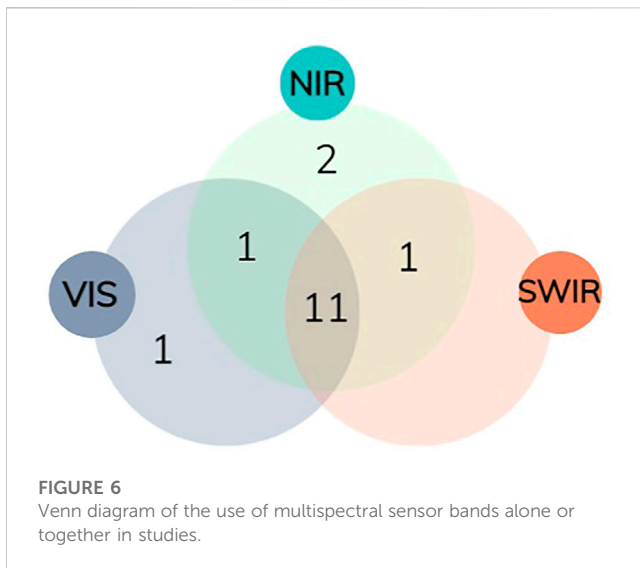 NIR
2
1
1
VIS
SWIR
11
1
FIGURE 6
Venn diagram of the use of multispectral sensor bands alone or
together in studies.